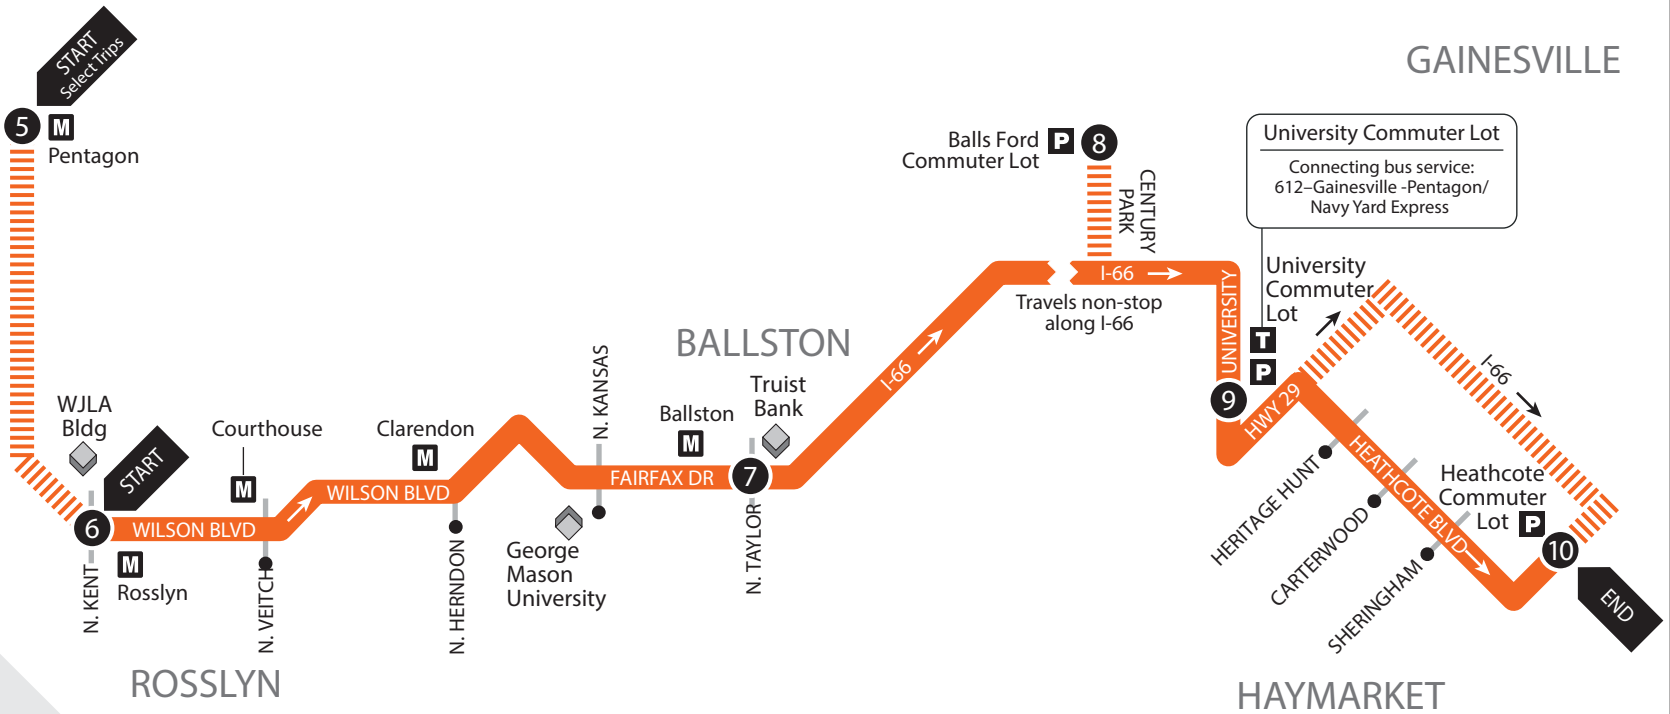 START
Select Trips
5
M
Pentagon
WJLA
Bldg
START
6
M
Rosslyn
N. KENT
WILSON BLVD
Courthouse
M
N. VEITCH
ROSSLYN
WILSON BLVD
Clarendon
M
N. HERNDON
George
Mason
University
N. KANSAS
FAIRFAX DR
BALLSTON
Ballston
M
Truist
Bank
7
N. TAYLOR
I-66
Balls Ford
Commuter Lot
P
8
CENTURY
PARK
I-66
Travels non-stop
along I-66
GAINESVILLE
University Commuter Lot
Connecting bus service:
612–Gainesville -Pentagon/
Navy Yard Express
University
Commuter
Lot
T
P
UNIVERSITY
9
HWY 29
I-66
HEATHCOTE BLVD
HERITAGE HUNT
CARTERWOOD
SHERINGHAM
Heathcote
Commuter
Lot
P
10
END
HAYMARKET